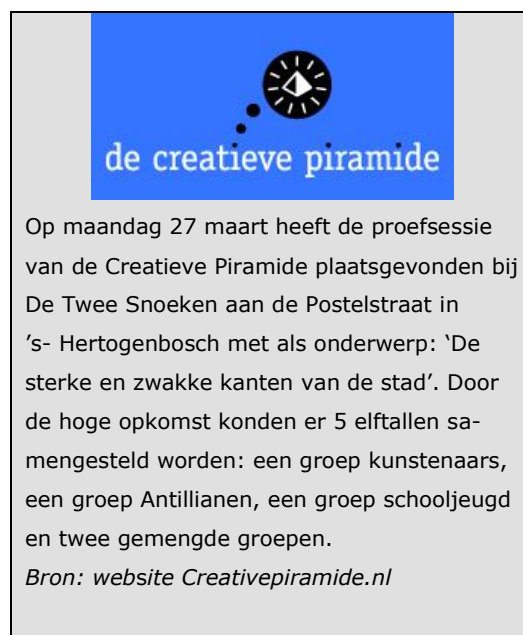 de creatieve piramide
Op maandag 27 maart heeft de proefsessie
van de Creatieve Piramide plaatsgevonden bij
De Twee Snoeken aan de Postelstraat in
’s- Hertogenbosch met als onderwerp: ‘De
sterke en zwakke kanten van de stad’. Door
de hoge opkomst konden er 5 elftallen sa-
mengesteld worden: een groep kunstenaars,
een groep Antillianen, een groep schooljeugd
en twee gemengde groepen.
Bron: website Creativepiramide.nl